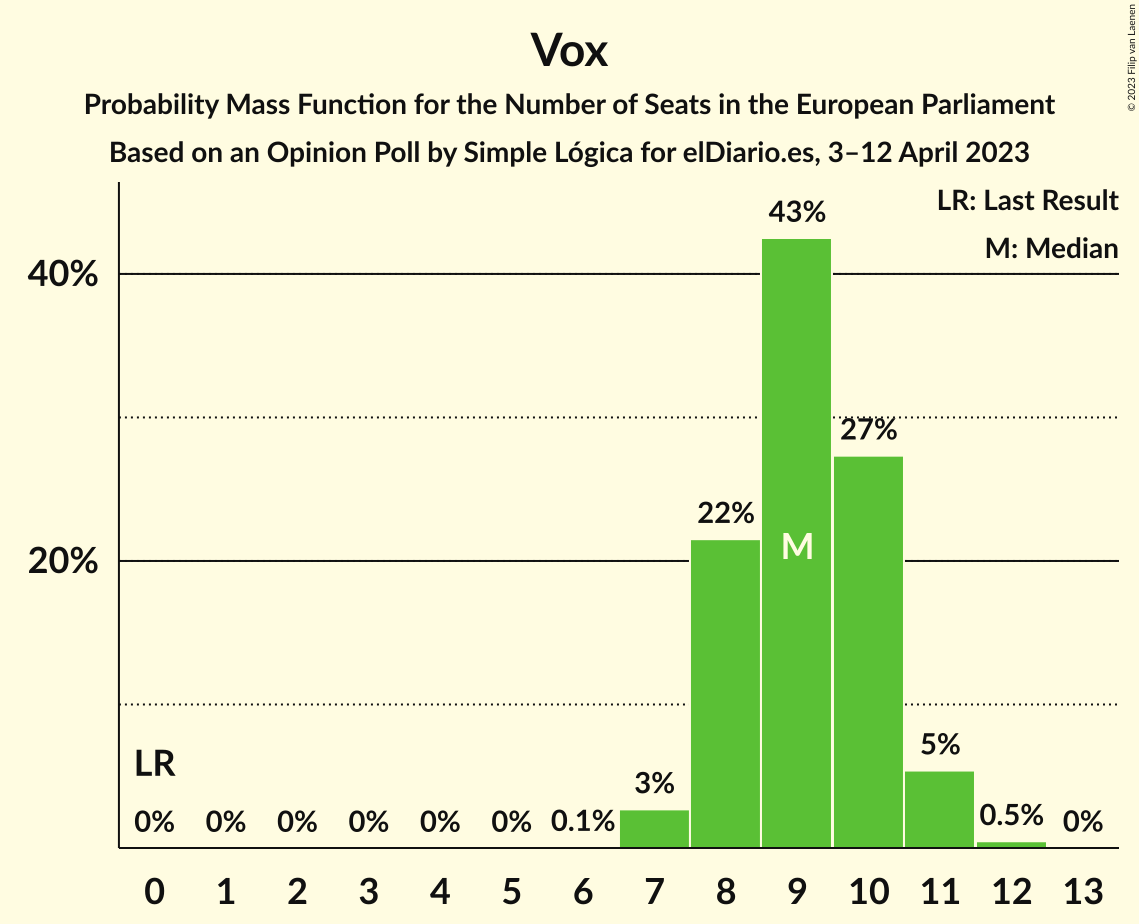 Vox
Probability Mass Function for the Number of Seats in the European Parliament
Based on an Opinion Poll by Simple Lógica for elDiario.es, 3–12 April 2023
© 2023 Filip van Laenen
LR: Last Result
M: Median
43%
40%
27%
22%
M
20%
5%
LR
3%
0% 0% 0% 0% 0% 0% 0.1% 0.5% 0%
0 1 2 3 4 5 6 7 8 9 10 11 12 13